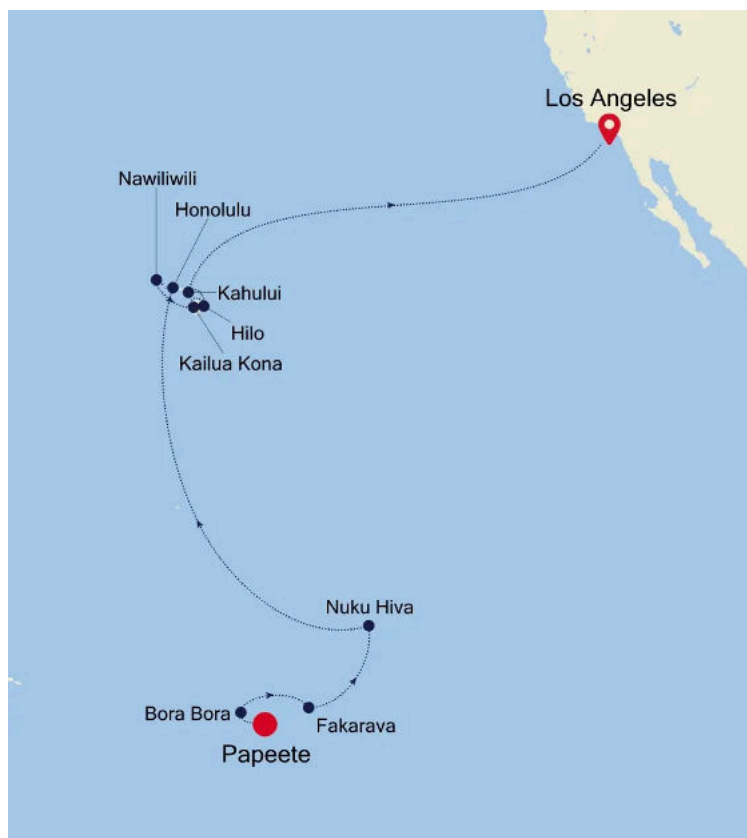 Los Angeles
Nawiliwili
Honolulu
Kahului
Hilo
Kailua Kona
Nuku Hiva
Bora Bora
Fakarava
Papeete